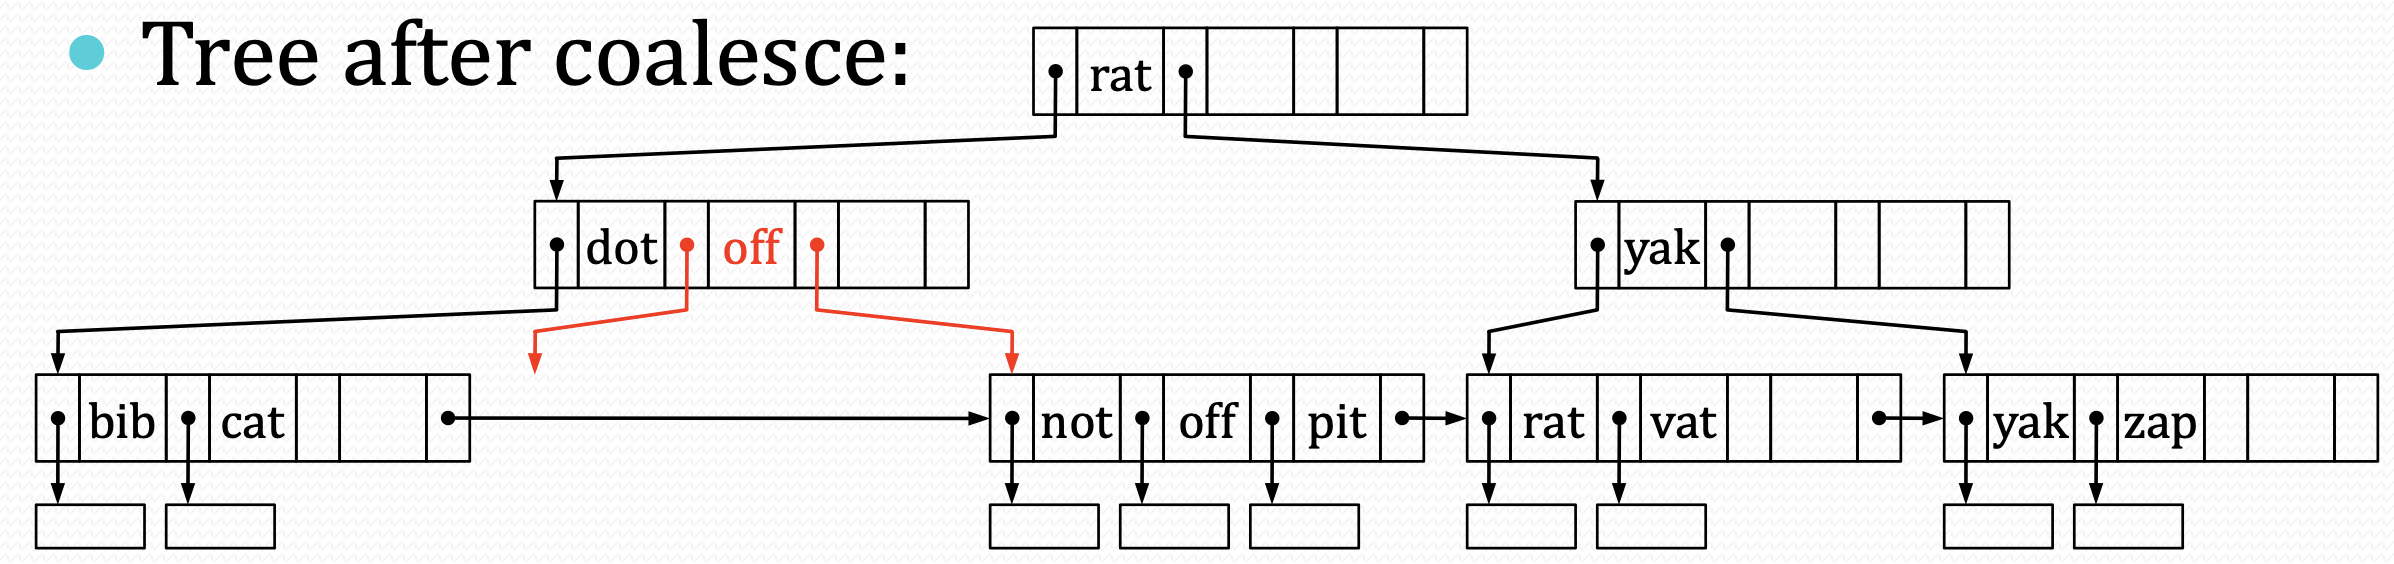 Tree after coalesce:
rat
dot off
yak
bib cat
not off pit
rat vat
yak zap